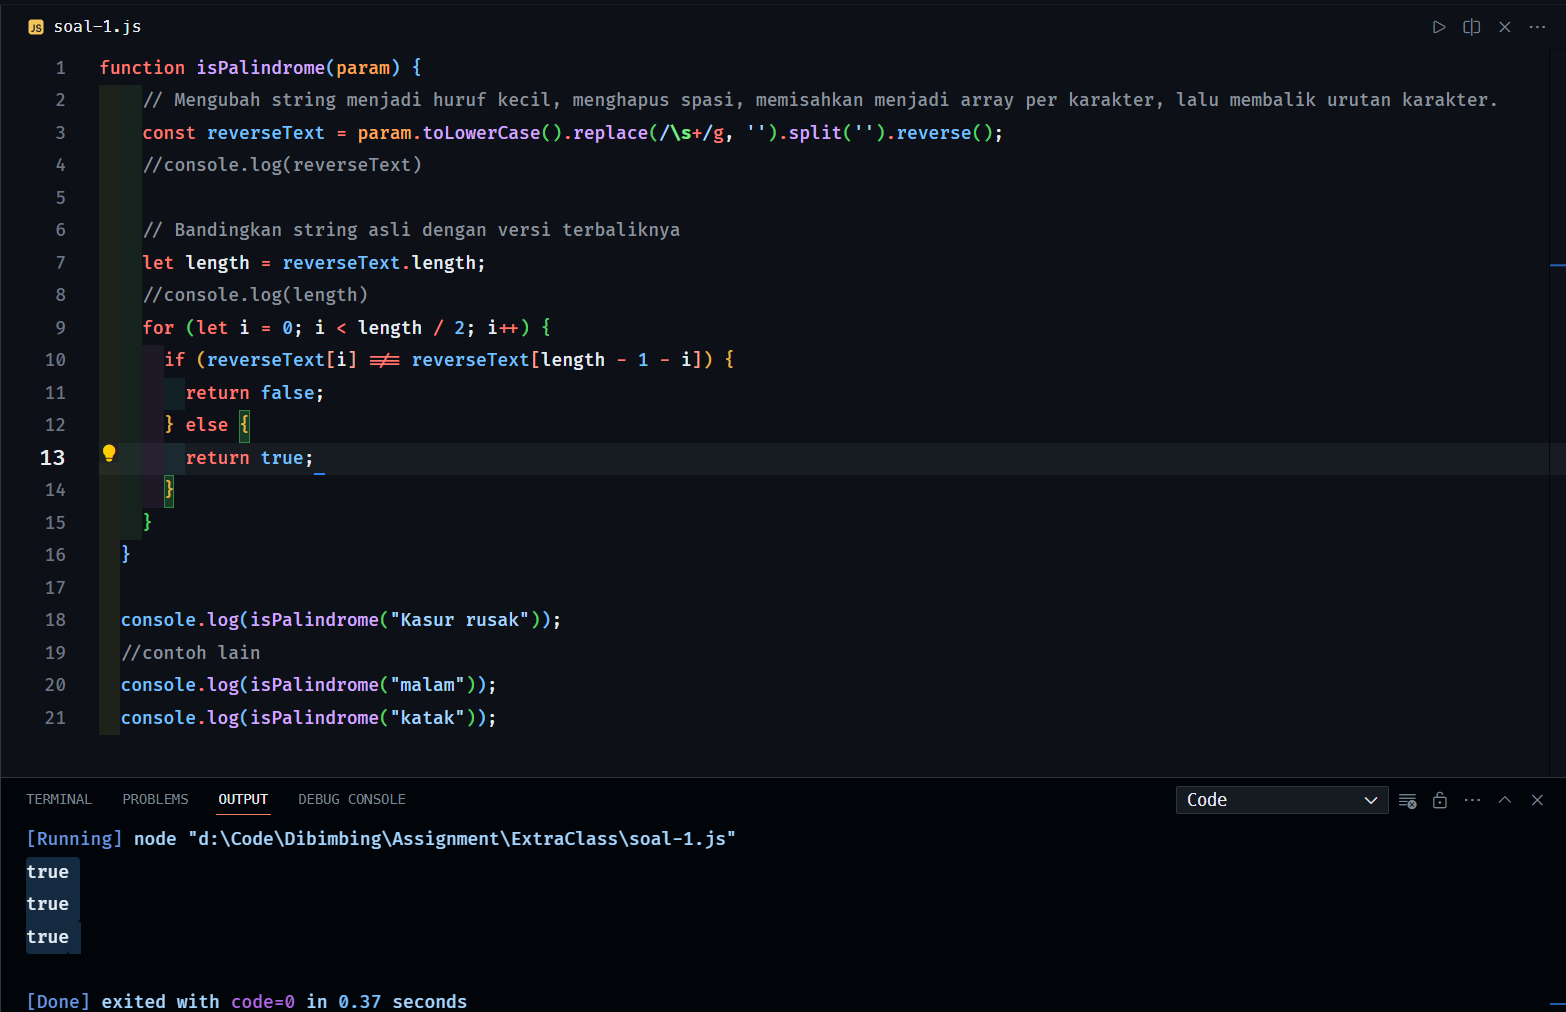 JS soal-1.js
1 function isPalindrome(param) {
2 // Mengubah string menjadi huruf kecil, menghapus spasi, memisahkan menjadi array per karakter, lalu membalik urutan karakter.
3 const reverseText = param.toLowerCase().replace(/\s+/g, '').split('').reverse();
4 //console.log(reverseText)
5
6 // Bandingkan string asli dengan versi terbaliknya
7 let length = reverseText.length;
8 //console.log(length)
9 for (let i = 0; i < length / 2; i++) {
10 if (reverseText[i] !== reverseText[length - 1 - i]) {
11 return false;
12 } else {
13 return true;
14 }
15 }
16 }
17
18 console.log(isPalindrome("Kasur rusak"));
19 //contoh lain
20 console.log(isPalindrome("malam"));
21 console.log(isPalindrome("katak"));
TERMINAL PROBLEMS OUTPUT DEBUG CONSOLE Code
[Running] node "d:\Code\Dibimbing\Assignment\ExtraClass\soal-1.js"
true
true
true
[Done] exited with code=0 in 0.37 seconds